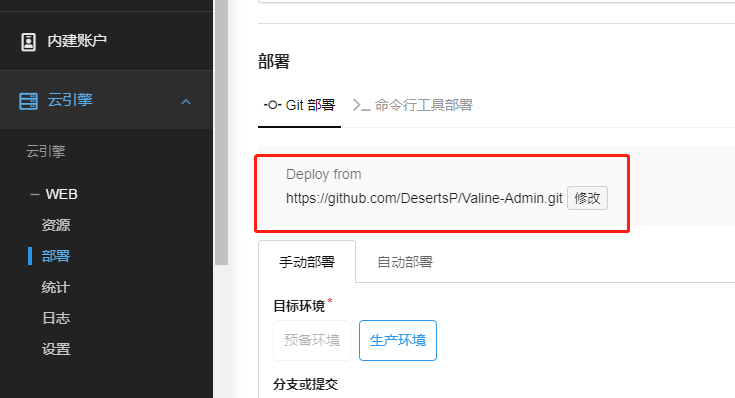 内建账户
云引擎
云引擎
WEB
资源
部署
统计
日志
设置
部署
Git 部署
命令行工具部署
Deploy from
https://github.com/DesertsP/Valine-Admin.git 修改
手动部署
自动部署
目标环境*
预备环境
生产环境
分支或提交